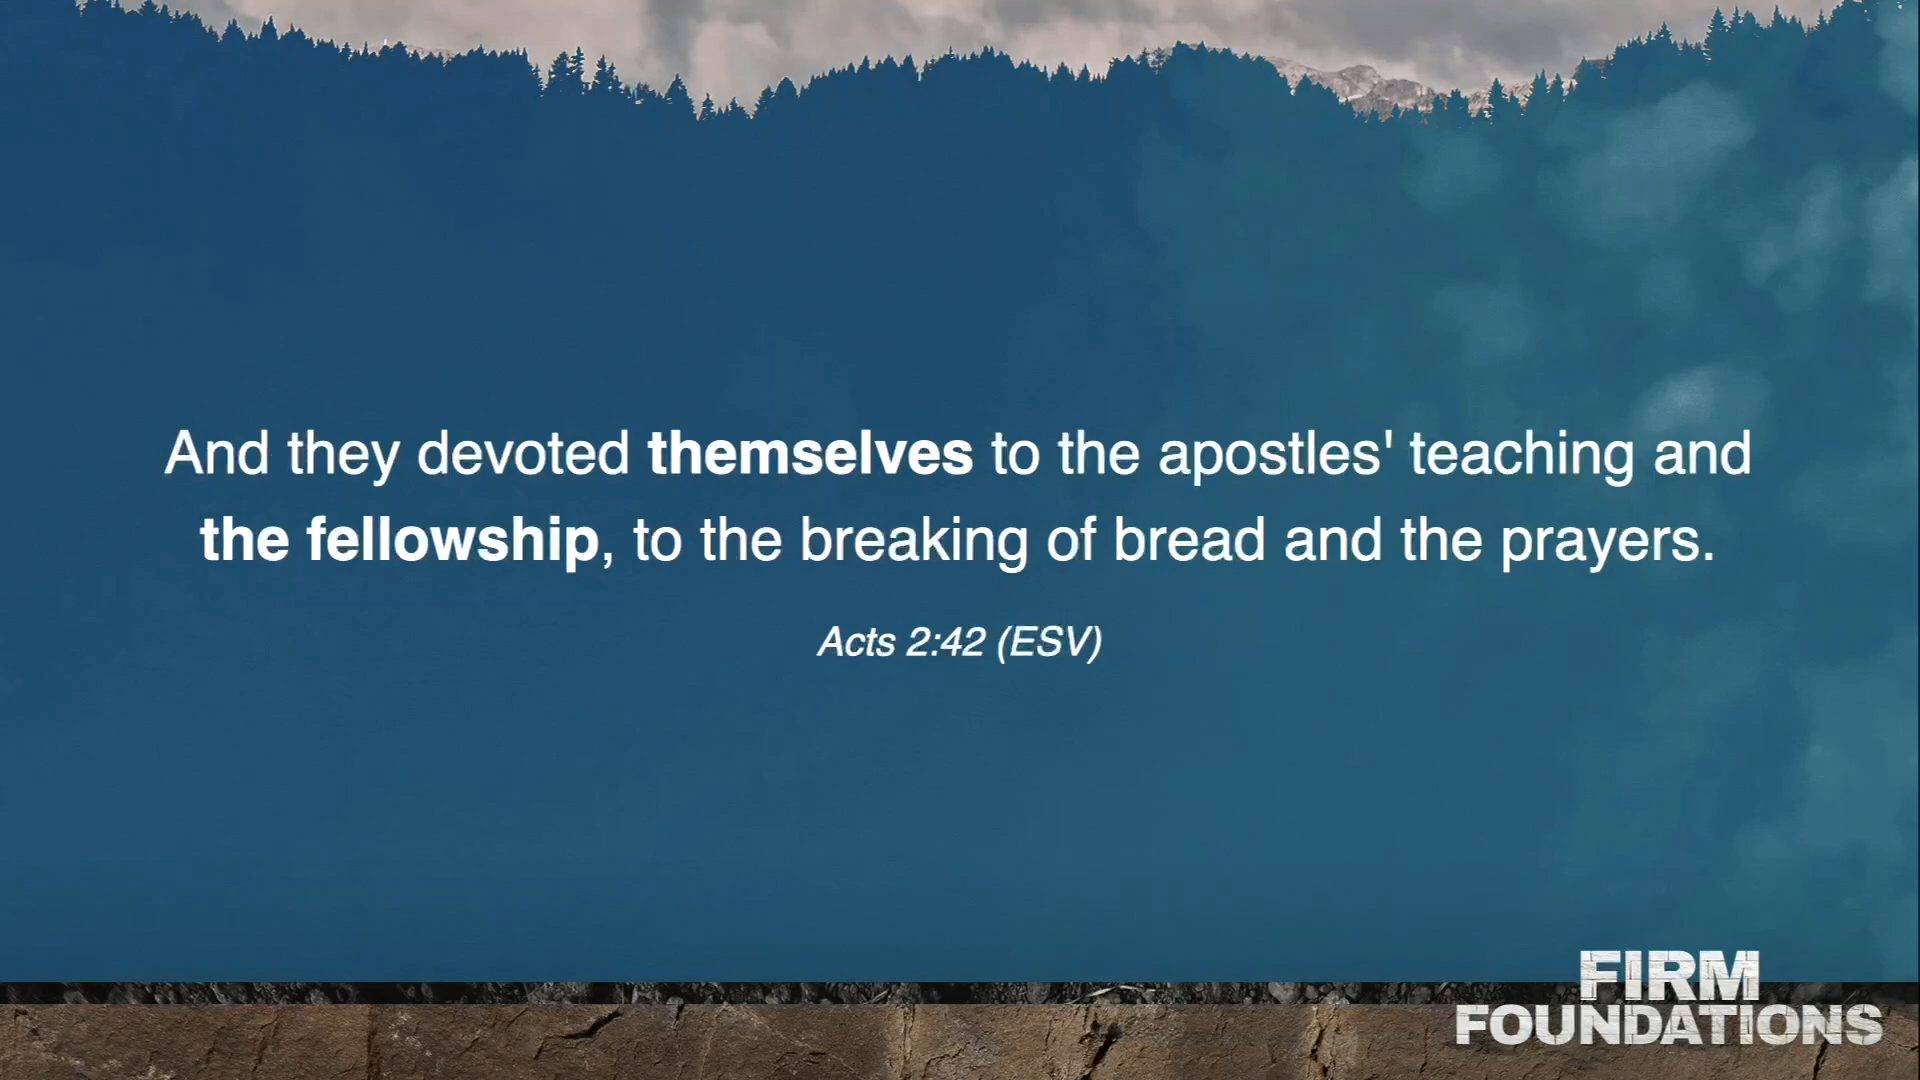 And they devoted themselves to the apostles' teaching and
the fellowship, to the breaking of bread and the prayers.
Acts 2:42 (ESV)
FIRM
FOUNDATIONS